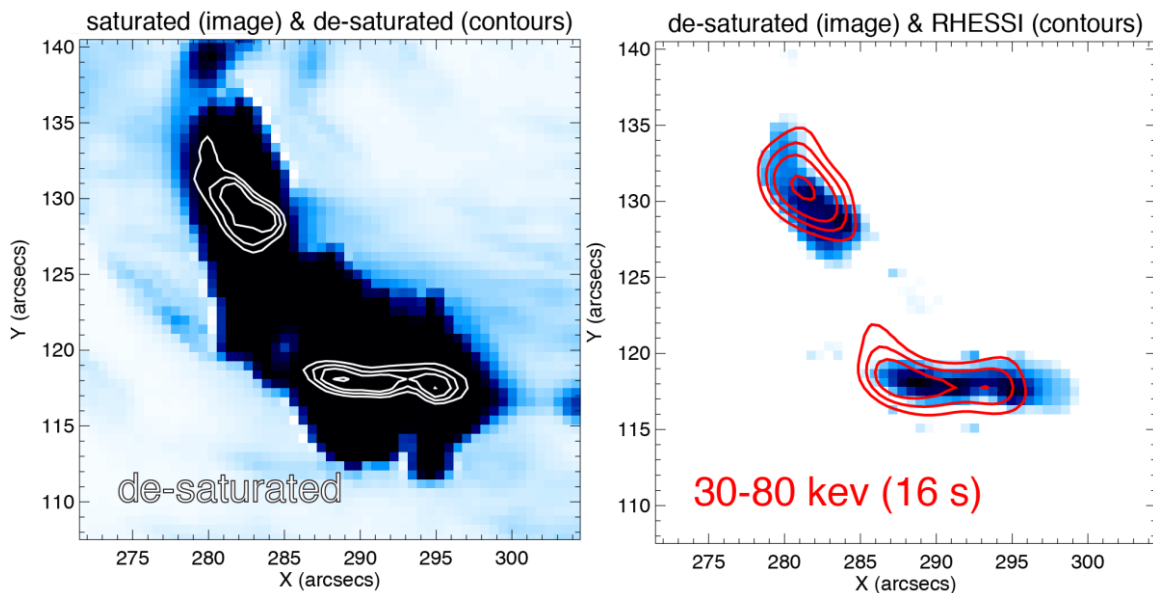 saturated (image) & de-saturated (contours)
140
135
130
125
120
115
110
Y (arcsecs)
de-saturated
275 280 285 290 295 300
X (arcsecs)
de-saturated (image) & RHESSI (contours)
140
135
130
125
120
115
110
Y (arcsecs)
30-80 kev (16 s)
275 280 285 290 295 300
X (arcsecs)